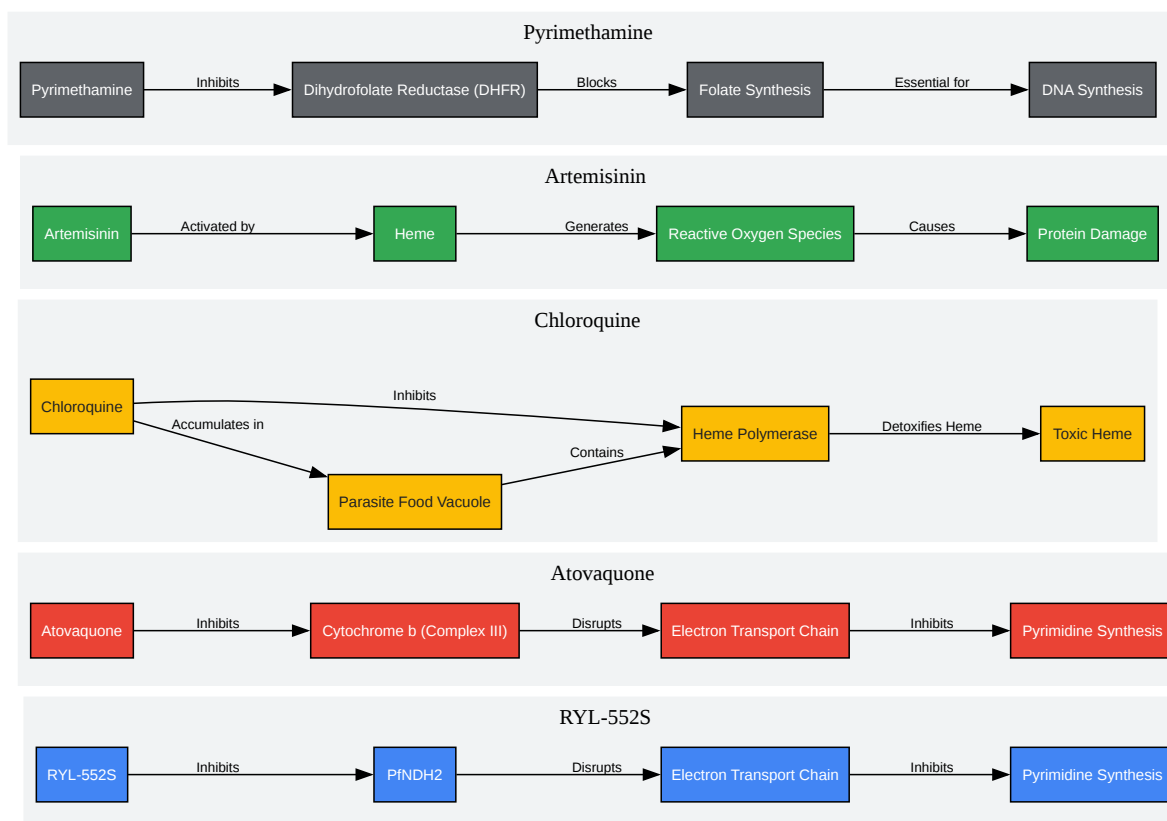 Pyrimethamine
Pyrimethamine
Inhibits
Dihydrofolate Reductase (DHFR)
Blocks
Folate Synthesis
Essential for
DNA Synthesis
Artemisinin
Artemisinin
Activated by
Heme
Generates
Reactive Oxygen Species
Causes
Protein Damage
Chloroquine
Chloroquine
Inhibits
Accumulates in
Parasite Food Vacuole
Contains
Heme Polymerase
Detoxifies Heme
Toxic Heme
Atovaquone
Atovaquone
Inhibits
Cytochrome b (Complex III)
Disrupts
Electron Transport Chain
Inhibits
Pyrimidine Synthesis
RYL-552S
RYL-552S
Inhibits
PfNDH2
Disrupts
Electron Transport Chain
Inhibits
Pyrimidine Synthesis